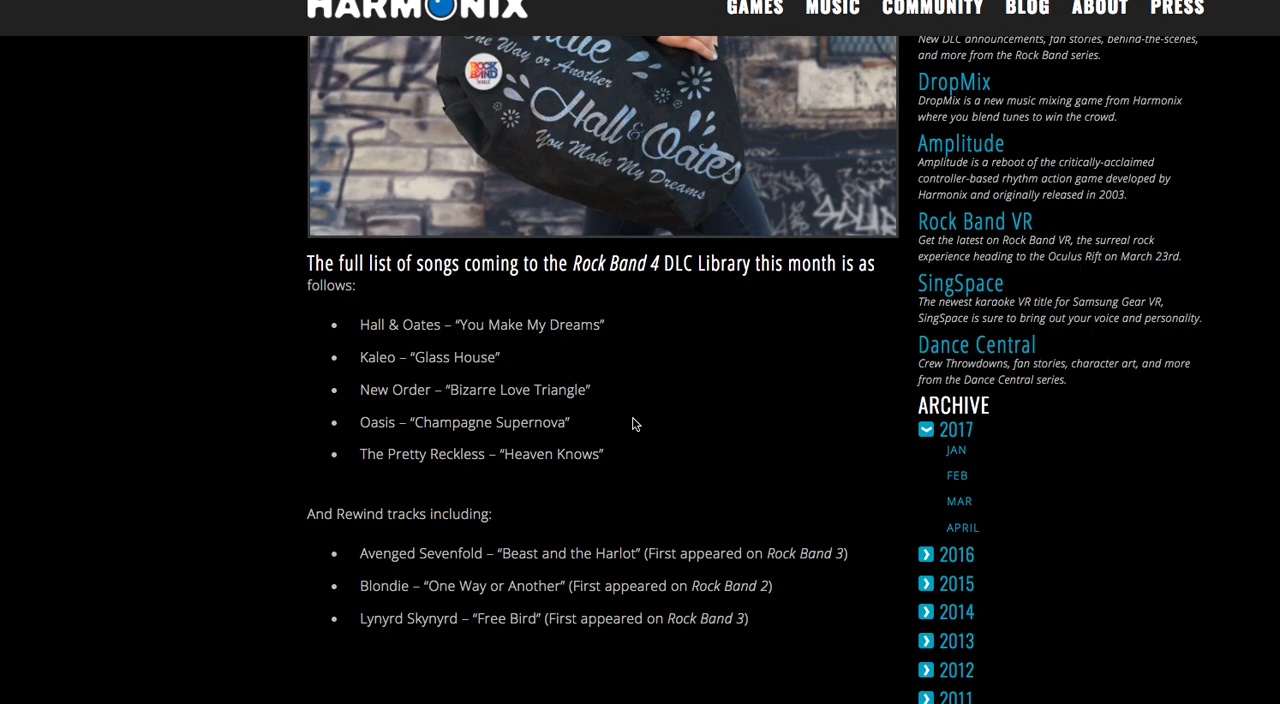 HARMONIX
GAMES MUSIC COMMUNITY BLOG ABOUT PRESS
One Way or Another
ROCK BAND
Hall & Oates
You Make My Dreams
The full list of songs coming to the Rock Band 4 DLC Library this month is as
follows:
Hall & Oates – “You Make My Dreams”
Kaleo – “Glass House”
New Order – “Bizarre Love Triangle”
Oasis – “Champagne Supernova”
The Pretty Reckless – “Heaven Knows”
And Rewind tracks including:
Avenged Sevenfold – “Beast and the Harlot” (First appeared on Rock Band 3)
Blondie – “One Way or Another” (First appeared on Rock Band 2)
Lynyrd Skynyrd – “Free Bird” (First appeared on Rock Band 3)
New DLC announcements, fan stories, behind-the-scenes,
and more from the Rock Band series.
DropMix
DropMix is a new music mixing game from Harmonix
where you blend tunes to win the crowd.
Amplitude
Amplitude is a reboot of the critically-acclaimed
controller-based rhythm action game developed by
Harmonix and originally released in 2003.
Rock Band VR
Get the latest on Rock Band VR, the surreal rock
experience heading to the Oculus Rift on March 23rd.
SingSpace
The newest karaoke VR title for Samsung Gear VR,
SingSpace is sure to bring out your voice and personality.
Dance Central
Crew Throwdowns, fan stories, character art, and more
from the Dance Central series.
ARCHIVE
2017
JAN
FEB
MAR
APRIL
2016
2015
2014
2013
2012
2011